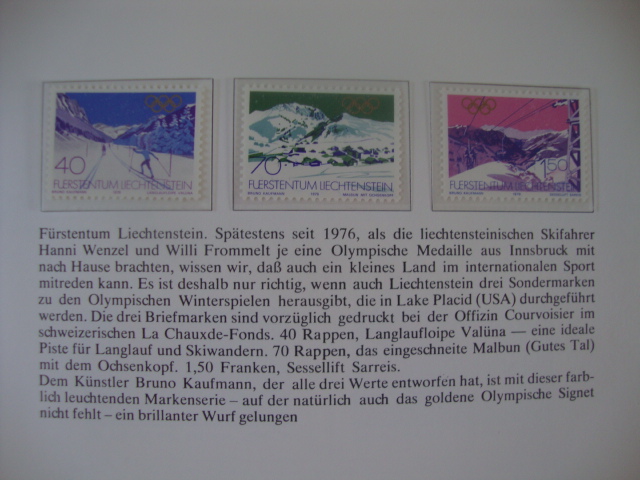 40
FUERSTENTUM LIECHTENSTEIN
70
FUERSTENTUM LIECHTENSTEIN
1.50
FUERSTENTUM LIECHTENSTEIN
Fürstentum Liechtenstein. Spätestens seit 1976, als die liechtensteinischen Skifahrer
Hanni Wenzel und Willi Frommelt je eine Olympische Medaille aus Innsbruck mit
nach Hause brachten, wissen wir, daß auch ein kleines Land im internationalen Sport
mitreden kann. Es ist deshalb nur richtig, wenn auch Liechtenstein drei Sondermarken
zu den Olympischen Winterspielen herausgibt, die in Lake Placid (USA) durchgeführt
werden. Die drei Briefmarken sind vorzüglich gedruckt bei der Offizin Courvoisier im
schweizerischen La Chauxde-Fonds. 40 Rappen, Langlaufloipe Valüna — eine ideale
Piste für Langlauf und Skiwandern. 70 Rappen, das eingeschneite Malbun (Gutes Tal)
mit dem Ochsenkopf. 1,50 Franken, Sessellift Sarreis.
Dem Künstler Bruno Kaufmann, der alle drei Werte entworfen hat, ist mit dieser farb-
lich leuchtenden Markenserie – auf der natürlich auch das goldene Olympische Signet
nicht fehlt – ein brillanter Wurf gelungen